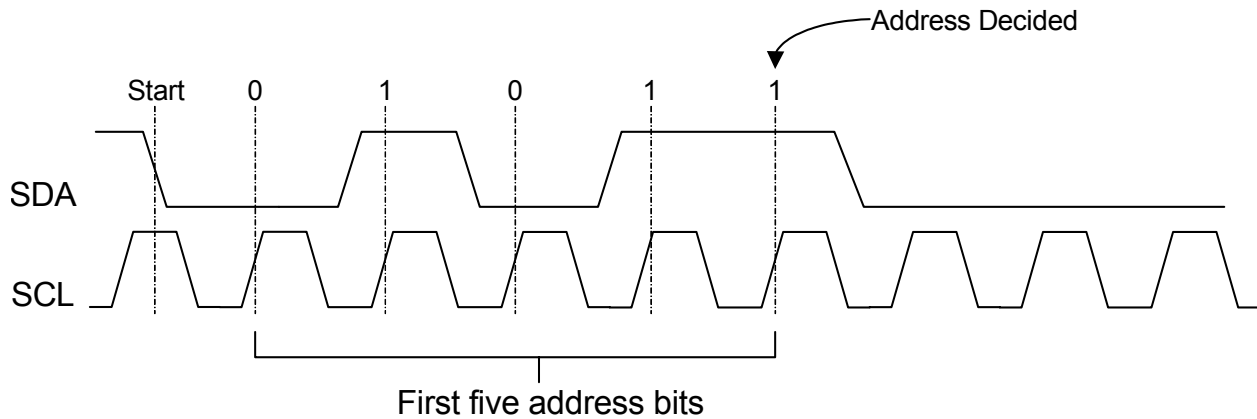 Address Decided
Start 0 1 0 1 1
SDA
SCL
First five address bits